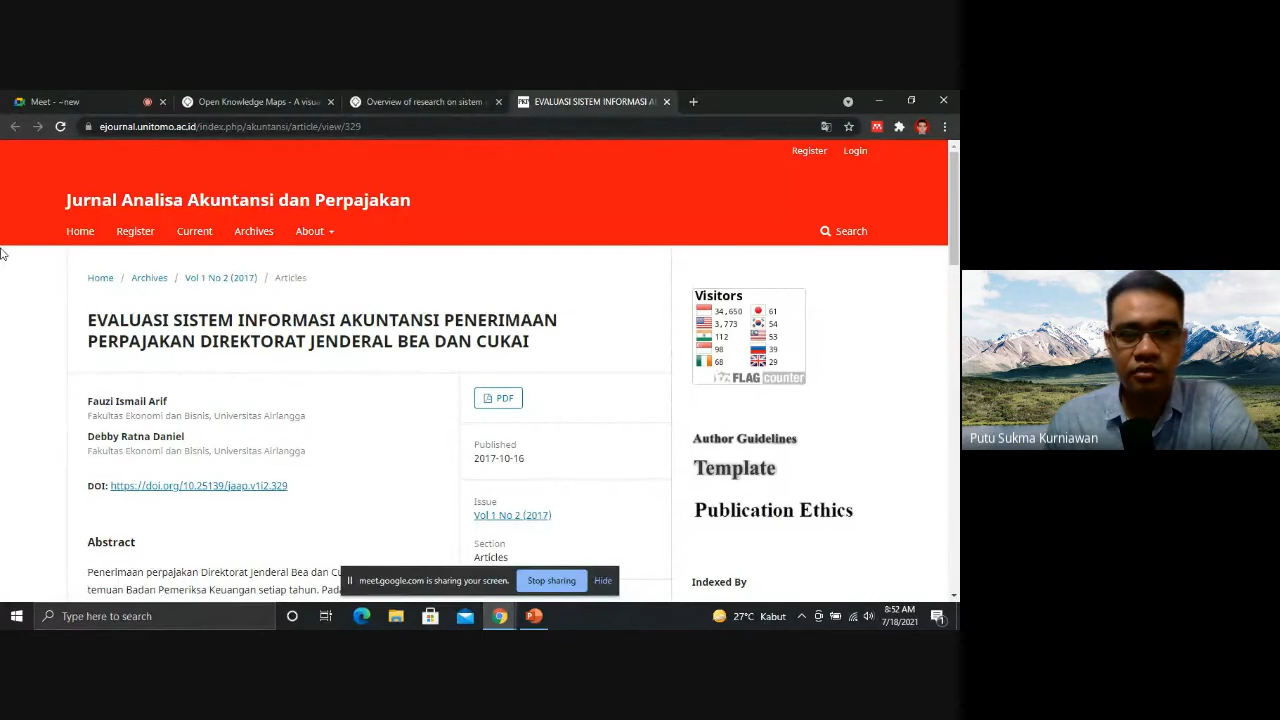 Meet - ~new
Open Knowledge Maps - A visua
Overview of research on sistem
PKP EVALUASI SISTEM INFORMASI A
ejournal.unitomo.ac.id/index.php/akuntansi/article/view/329
Register Login
Jurnal Analisa Akuntansi dan Perpajakan
Home Register Current Archives About Search
Home / Archives / Vol 1 No 2 (2017) / Articles
EVALUASI SISTEM INFORMASI AKUNTANSI PENERIMAAN
PERPAJAKAN DIREKTORAT JENDERAL BEA DAN CUKAI
Fauzi Ismail Arif
Fakultas Ekonomi dan Bisnis, Universitas Airlangga
Debby Ratna Daniel
Fakultas Ekonomi dan Bisnis, Universitas Airlangga
DOI: https://doi.org/10.25139/jaap.v1i2.329
Abstract
Penerimaan perpajakan Direktorat Jenderal Bea dan Cu
temuan Badan Pemeriksa Keuangan setiap tahun. Pada
PDF
Published
2017-10-16
Issue
Vol 1 No 2 (2017)
Section
Articles
Visitors
34,650 61
3,773 54
112 53
98 39
68 29
FLAG counter
Author Guidelines
Template
Publication Ethics
Indexed By
meet.google.com is sharing your screen. Stop sharing Hide
Type here to search
27°C Kabut
8:52 AM
7/18/2021
1
Putu Sukma Kurniawan